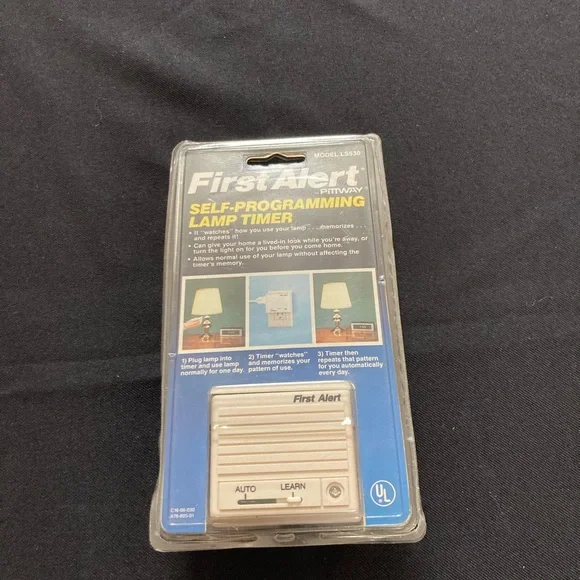 MODEL LS530
First Alert
BY PITTWAY
SELF-PROGRAMMING
LAMP TIMER
• It "watches" how you use your lamp . . . memorizes . . .
and repeats it!
• Can give your home a lived-in look while you're away, or
turn the light on for you before you come home.
• Allows normal use of your lamp without affecting the
timer's memory.
1) Plug lamp into
timer and use lamp
normally for one day.
2) Timer "watches"
and memorizes your
pattern of use.
3) Timer then
repeats that pattern
for you automatically
every day.
First Alert
AUTO LEARN
UL